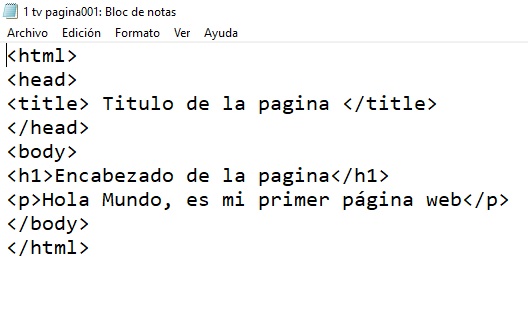 1 tv pagina001: Bloc de notas
Archivo Edición Formato Ver Ayuda
<html>
<head>
<title> Titulo de la pagina </title>
</head>
<body>
<h1>Encabezado de la pagina</h1>
<p>Hola Mundo, es mi primer página web</p>
</body>
</html>